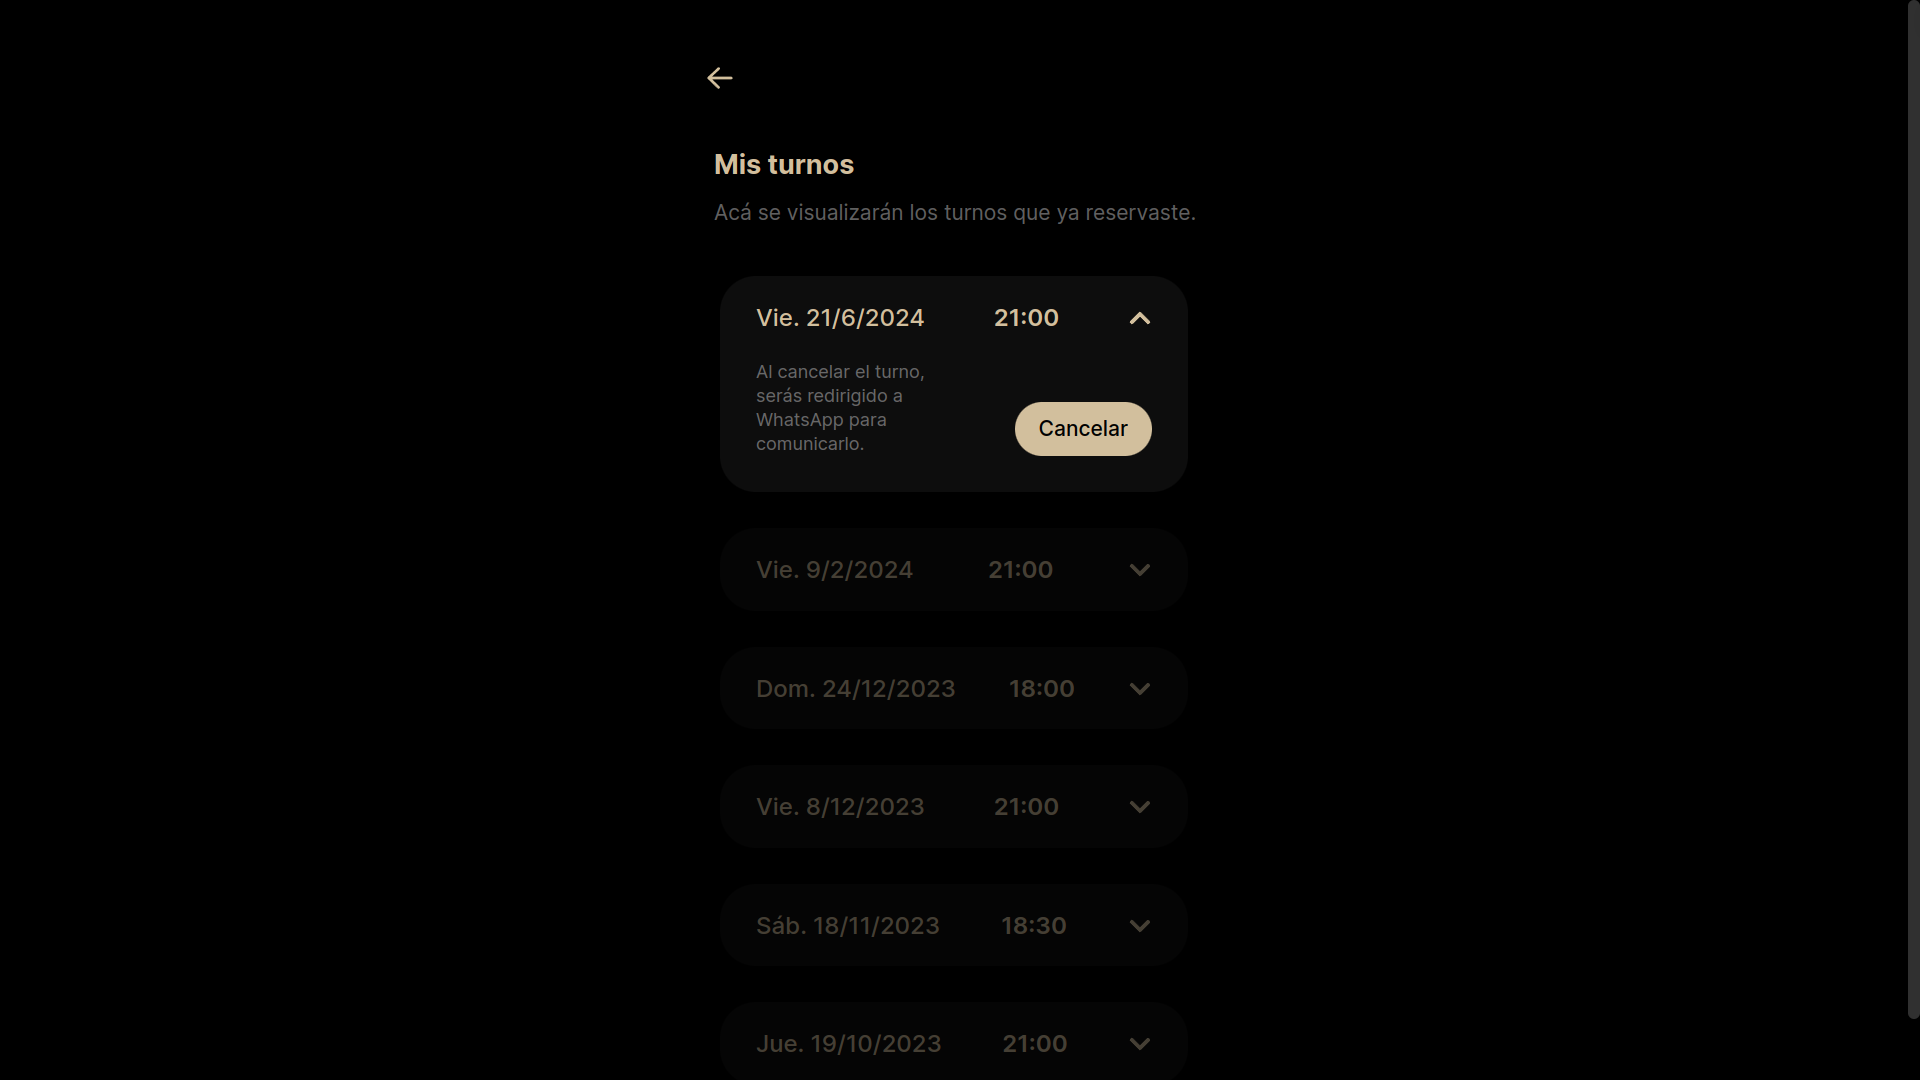 Mis turnos
Acá se visualizarán los turnos que ya reservaste.
Vie. 21/6/2024 21:00
Al cancelar el turno,
serás redirigido a
WhatsApp para
comunicarlo.
Cancelar
Vie. 9/2/2024 21:00
Dom. 24/12/2023 18:00
Vie. 8/12/2023 21:00
Sáb. 18/11/2023 18:30
Jue. 19/10/2023 21:00